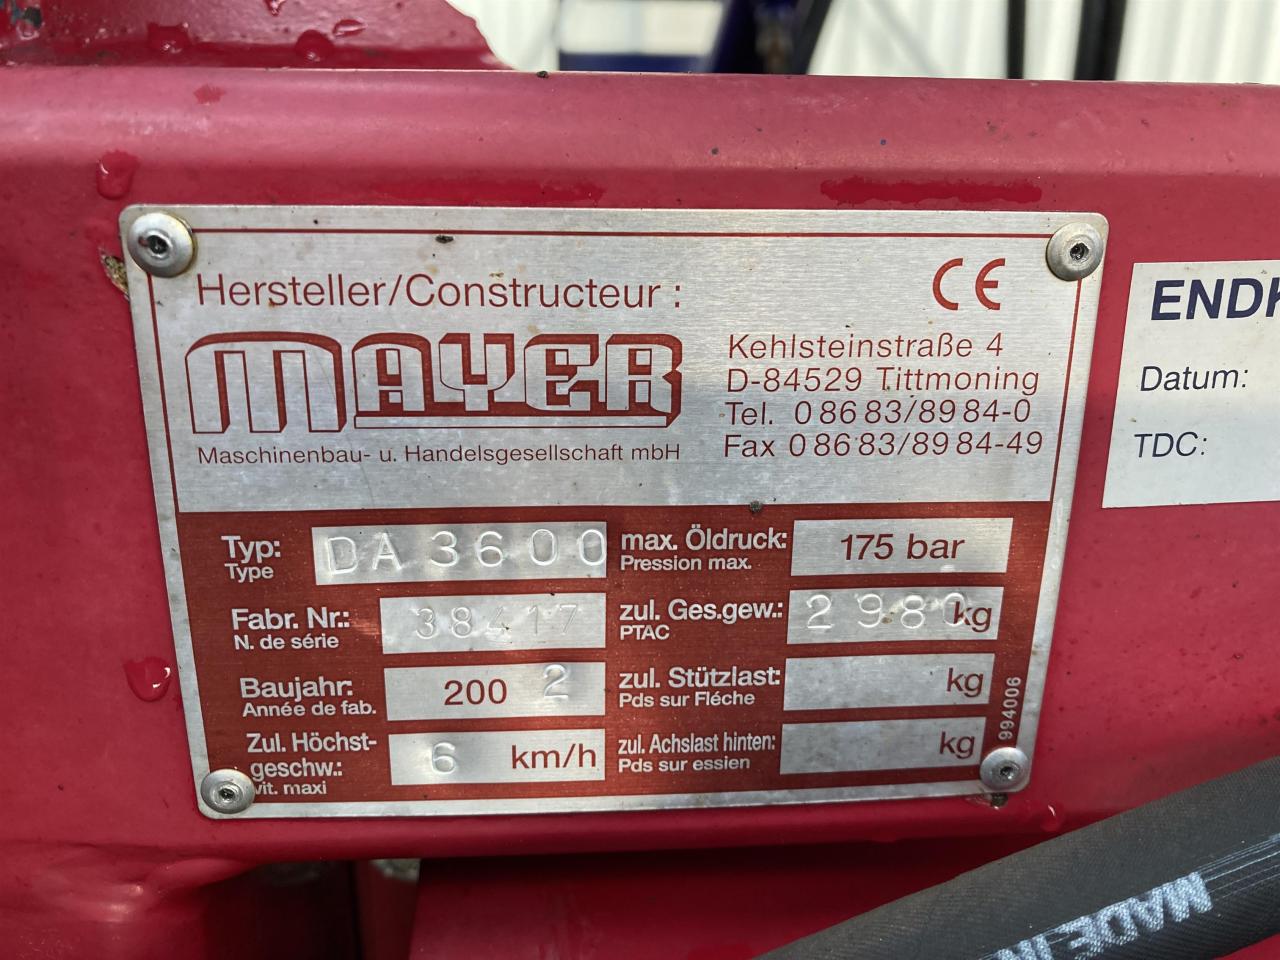 Hersteller/Constructeur :
CE
MAYER
Maschinenbau- u. Handelsgesellschaft mbH
Kehlsteinstraße 4
D-84529 Tittmoning
Tel. 0 86 83/89 84-0
Fax 0 86 83/89 84-49
Typ: DA 3600
Type
Fabr. Nr.: 38417
N. de série
Baujahr: 200 2
Année de fab.
Zul. Höchst-
geschw.: 6 km/h
vit. maxi
max. Öldruck: 175 bar
Pression max.
zul. Ges.gew.: 2980 kg
PTAC
zul. Stützlast: kg
Pds sur Fléche
zul. Achslast hinten: kg
Pds sur essien
994006
Datum:
TDC:
MADE